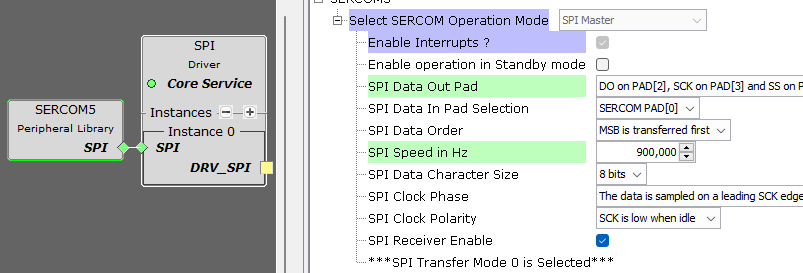 SPI
Driver
Core Service
Instances
Instance 0
SERCOM5
Peripheral Library
SPI
SPI
DRV_SPI
Select SERCOM Operation Mode SPI Master
Enable Interrupts ?
Enable operation in Standby mode
SPI Data Out Pad DO on PAD[2], SCK on PAD[3] and SS on
SPI Data In Pad Selection SERCOM PAD[0]
SPI Data Order MSB is transferred first
SPI Speed in Hz 900,000
SPI Data Character Size 8 bits
SPI Clock Phase The data is sampled on a leading SCK edge
SPI Clock Polarity SCK is low when idle
SPI Receiver Enable
***SPI Transfer Mode 0 is Selected***